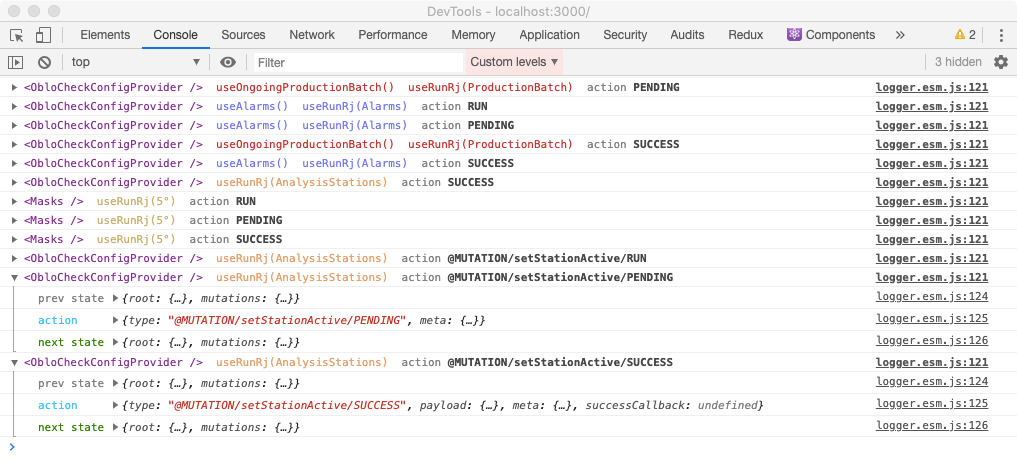 DevTools - localhost:3000/
Elements Console Sources Network Performance Memory Application Security Audits Redux Components » 2
top ▼ Filter Custom levels ▼ 3 hidden
▶ <ObloCheckConfigProvider /> useOngoingProductionBatch() useRunRj(ProductionBatch) action PENDING logger.esm.js:121
▶ <ObloCheckConfigProvider /> useAlarms() useRunRj(Alarms) action RUN logger.esm.js:121
▶ <ObloCheckConfigProvider /> useAlarms() useRunRj(Alarms) action PENDING logger.esm.js:121
▶ <ObloCheckConfigProvider /> useOngoingProductionBatch() useRunRj(ProductionBatch) action SUCCESS logger.esm.js:121
▶ <ObloCheckConfigProvider /> useAlarms() useRunRj(Alarms) action SUCCESS logger.esm.js:121
▶ <ObloCheckConfigProvider /> useRunRj(AnalysisStations) action SUCCESS logger.esm.js:121
▶ <Masks /> useRunRj(5°) action RUN logger.esm.js:121
▶ <Masks /> useRunRj(5°) action PENDING logger.esm.js:121
▶ <Masks /> useRunRj(5°) action SUCCESS logger.esm.js:121
▶ <ObloCheckConfigProvider /> useRunRj(AnalysisStations) action @MUTATION/setStationActive/RUN logger.esm.js:121
▼ <ObloCheckConfigProvider /> useRunRj(AnalysisStations) action @MUTATION/setStationActive/PENDING logger.esm.js:121
prev state ▶{root: {…}, mutations: {…}} logger.esm.js:124
action ▶{type: "@MUTATION/setStationActive/PENDING", meta: {…}} logger.esm.js:125
next state ▶{root: {…}, mutations: {…}} logger.esm.js:126
▼ <ObloCheckConfigProvider /> useRunRj(AnalysisStations) action @MUTATION/setStationActive/SUCCESS logger.esm.js:121
prev state ▶{root: {…}, mutations: {…}} logger.esm.js:124
action ▶{type: "@MUTATION/setStationActive/SUCCESS", payload: {…}, meta: {…}, successCallback: undefined} logger.esm.js:125
next state ▶{root: {…}, mutations: {…}} logger.esm.js:126
>